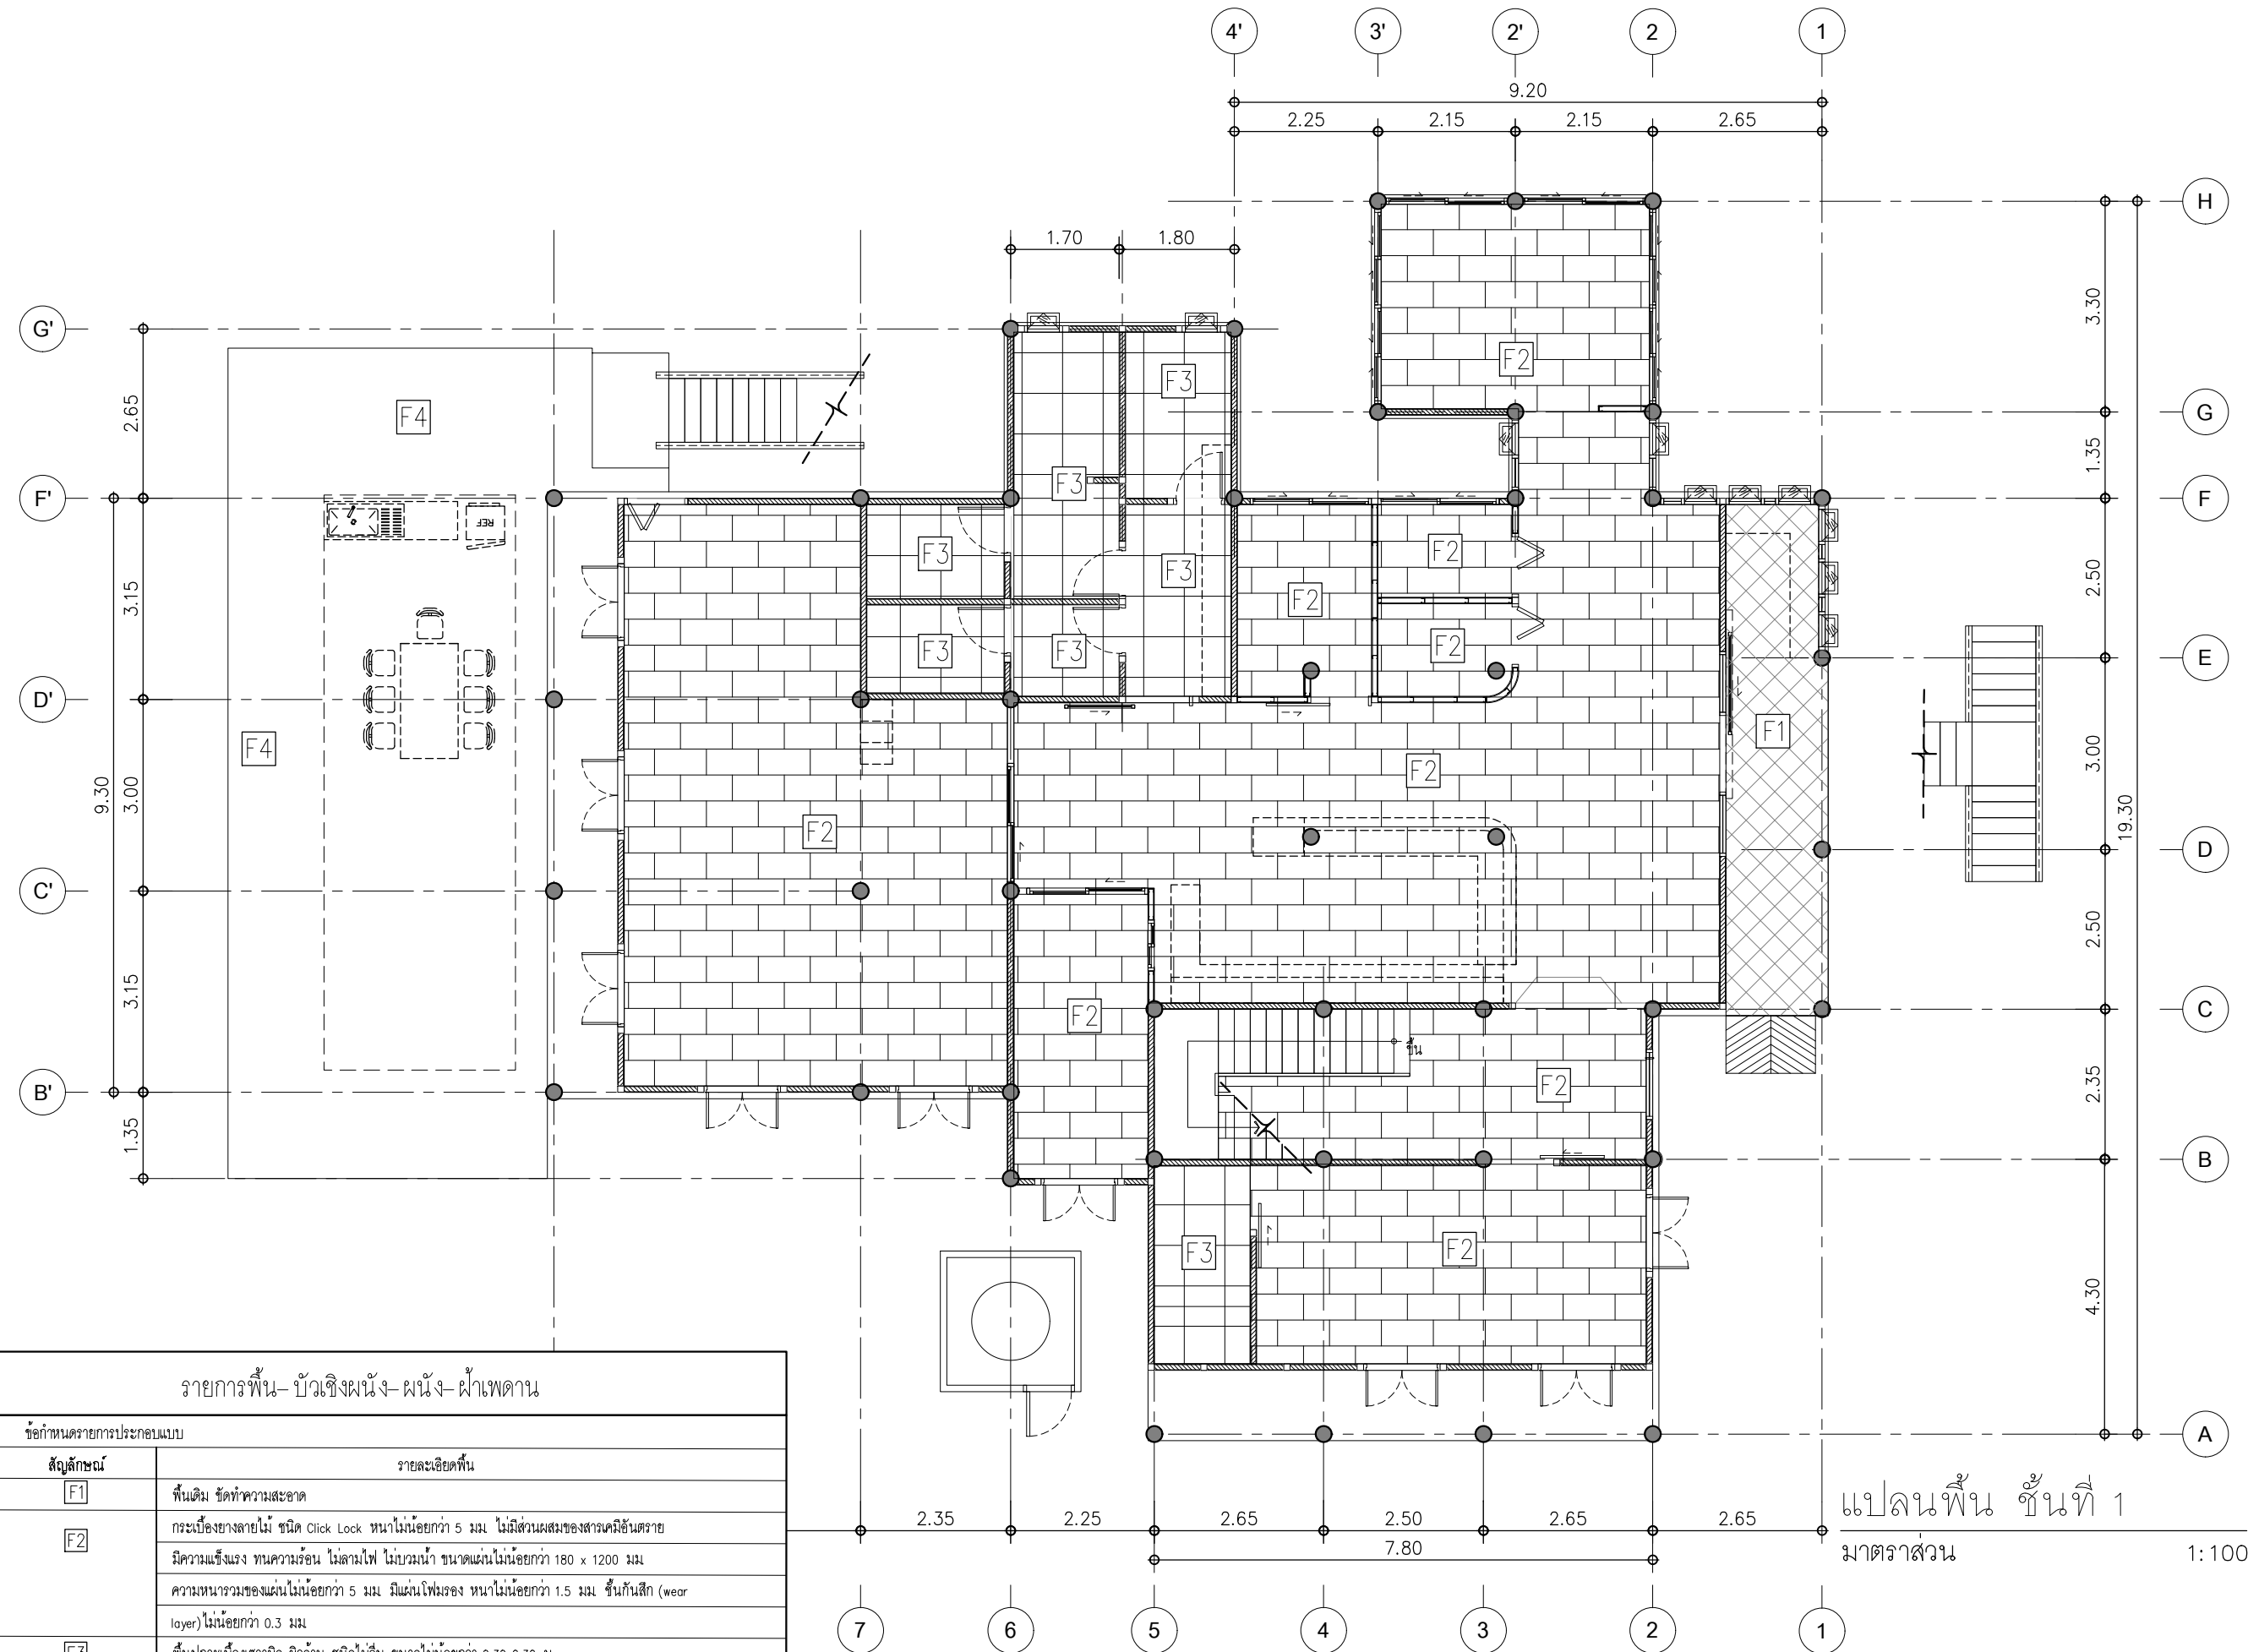 4' 3' 2' 2 1
9.20
2.25 2.15 2.15 2.65
H
1.70 1.80
3.30
G'
F2
F3
2.65
F4
G
1.35
F3
F' F
REF
F3 F2
3.15 2.50
F3
F2
F3 F3 F2
E
D'
F1
F4
F2
9.30 3.00 3.00
19.30
F2
D
C'
3.15 2.50
F2
C
ขึ้น
F2
B'
2.35
1.35
B
F3 F2
4.30
A
รายการพื้น-บัวเชิงผนัง-ผนัง-ฝ้าเพดาน
ข้อกำหนดรายการประกอบแบบ
สัญลักษณ์ รายละเอียดพื้น
F1 พื้นเดิม ขัดทำความสะอาด
F2 กระเบื้องยางลายไม้ ชนิด Click Lock หนาไม่น้อยกว่า 5 มม. ไม่มีส่วนผสมของสารเคมีอันตราย
มีความแข็งแรง ทนความร้อน ไม่ลามไฟ ไม่บวมน้ำ ขนาดแผ่นไม่น้อยกว่า 180 x 1200 มม.
ความหนารวมของแผ่นไม่น้อยกว่า 5 มม. มีแผ่นโฟมรอง หนาไม่น้อยกว่า 1.5 มม. ชั้นกันสึก (wear
layer)ไม่น้อยกว่า 0.3 มม.
F3
2.35 2.25 2.65 2.50 2.65 2.65
7.80
7 6 5 4 3 2 1
แปลนพื้น ชั้นที่ 1
มาตราส่วน 1:100